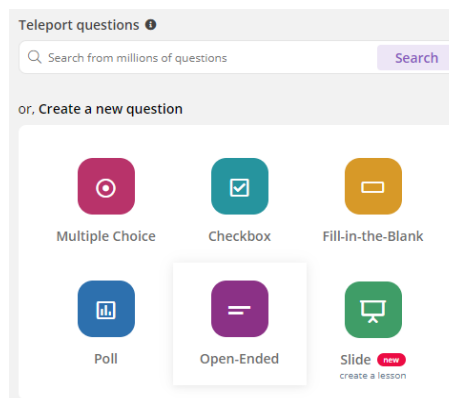 Teleport questions
Search from millions of questions Search
or, Create a new question
Multiple Choice Checkbox Fill-in-the-Blank
Poll Open-Ended Slide new
create a lesson